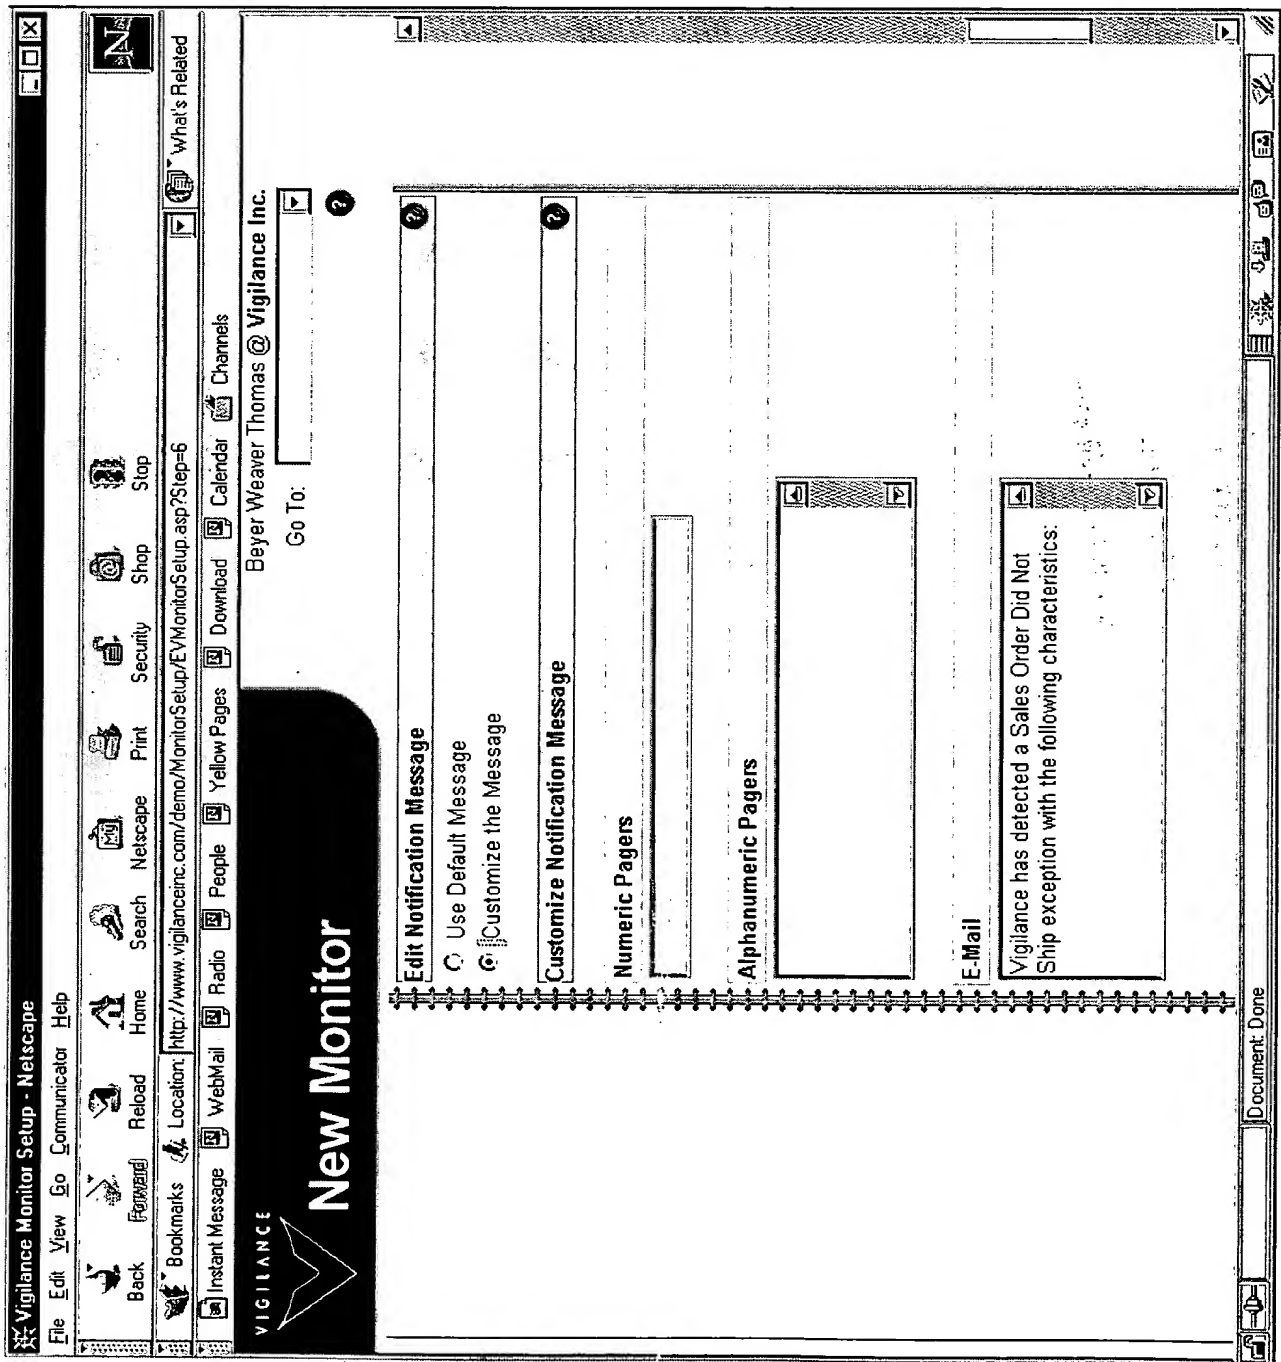 Vigilance Monitor Setup - Netscape
File Edit View Go Communicator Help
Back Forward Reload Home Search Netscape Print Security Shop Stop
My
N
Bookmarks Location: http://www.vigilanceinc.com/demo/MonitorSetup/EVMonitorSetup.asp?Step=6 What's Related
Instant Message WebMail Radio People Yellow Pages Download Calendar Channels
VIGILANCE
New Monitor
Beyer Weaver Thomas @ Vigilance Inc.
Go To:
?
Edit Notification Message ?
Use Default Message
Customize the Message
Customize Notification Message ?
Numeric Pagers
Alphanumeric Pagers
E-Mail
Vigilance has detected a Sales Order Did Not
Ship exception with the following characteristics:
Document: Done